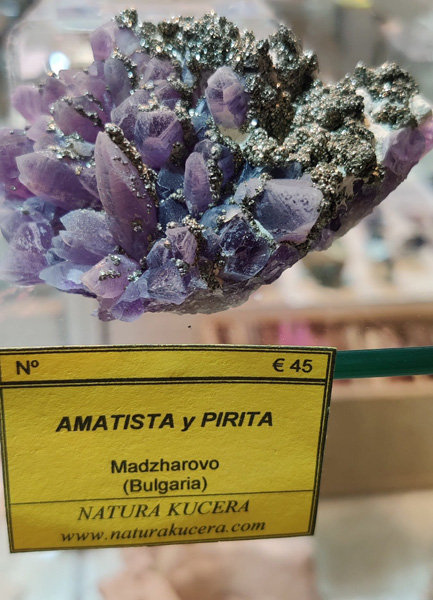 Nº € 45
AMATISTA y PIRITA
Madzharovo
(Bulgaria)
NATURA KUCERA
www.naturakucera.com